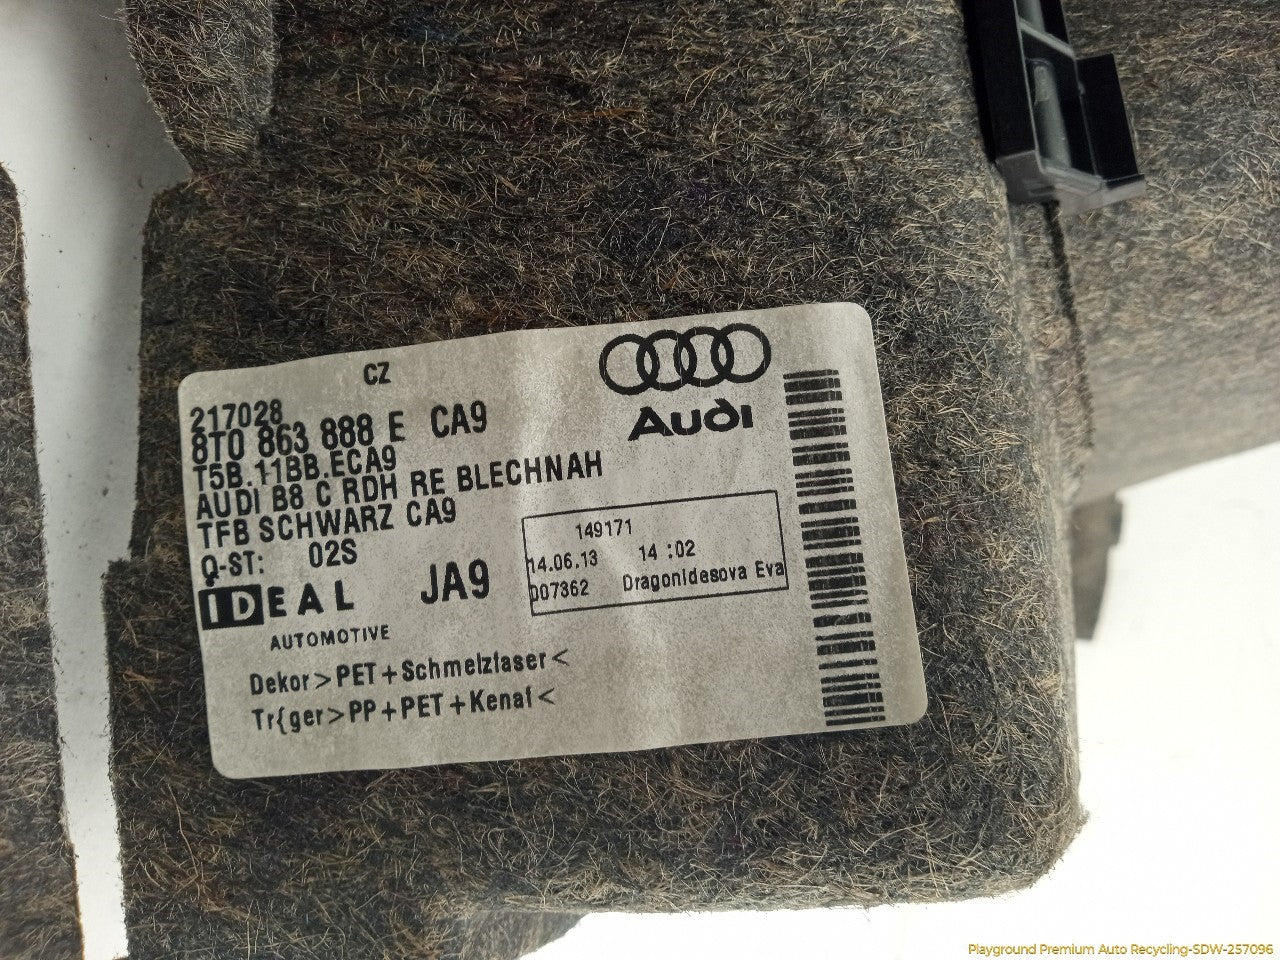 CZ
217028
8T0 863 888 E CA9
T5B.11BB.ECA9
AUDI B8 C RDH RE BLECHNAH
TFB SCHWARZ CA9
Q-ST: 02S
IDEAL JA9
AUTOMOTIVE
Audi
149171
14.06.13 14:02
007362 Dragonidesova Eva
Dekor>PET+Schmelzfaser<
Tr{ger>PP+PET+Kenaf<
Playground Premium Auto Recycling-SDW-257096